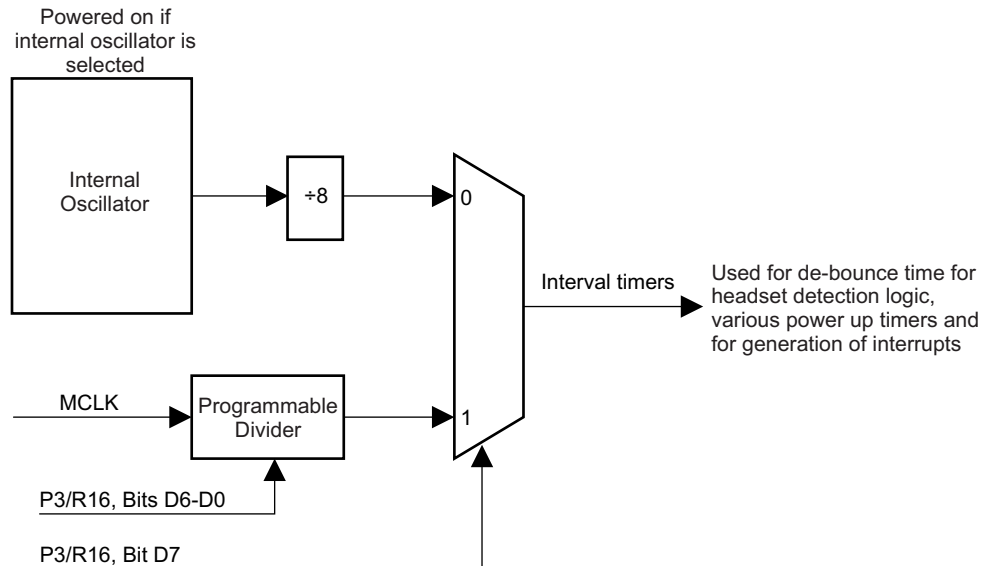 Powered on if
internal oscillator is
selected
Internal
Oscillator
÷8
0
Interval timers
Used for de-bounce time for
headset detection logic,
various power up timers and
for generation of interrupts
MCLK
Programmable
Divider
1
P3/R16, Bits D6-D0
P3/R16, Bit D7